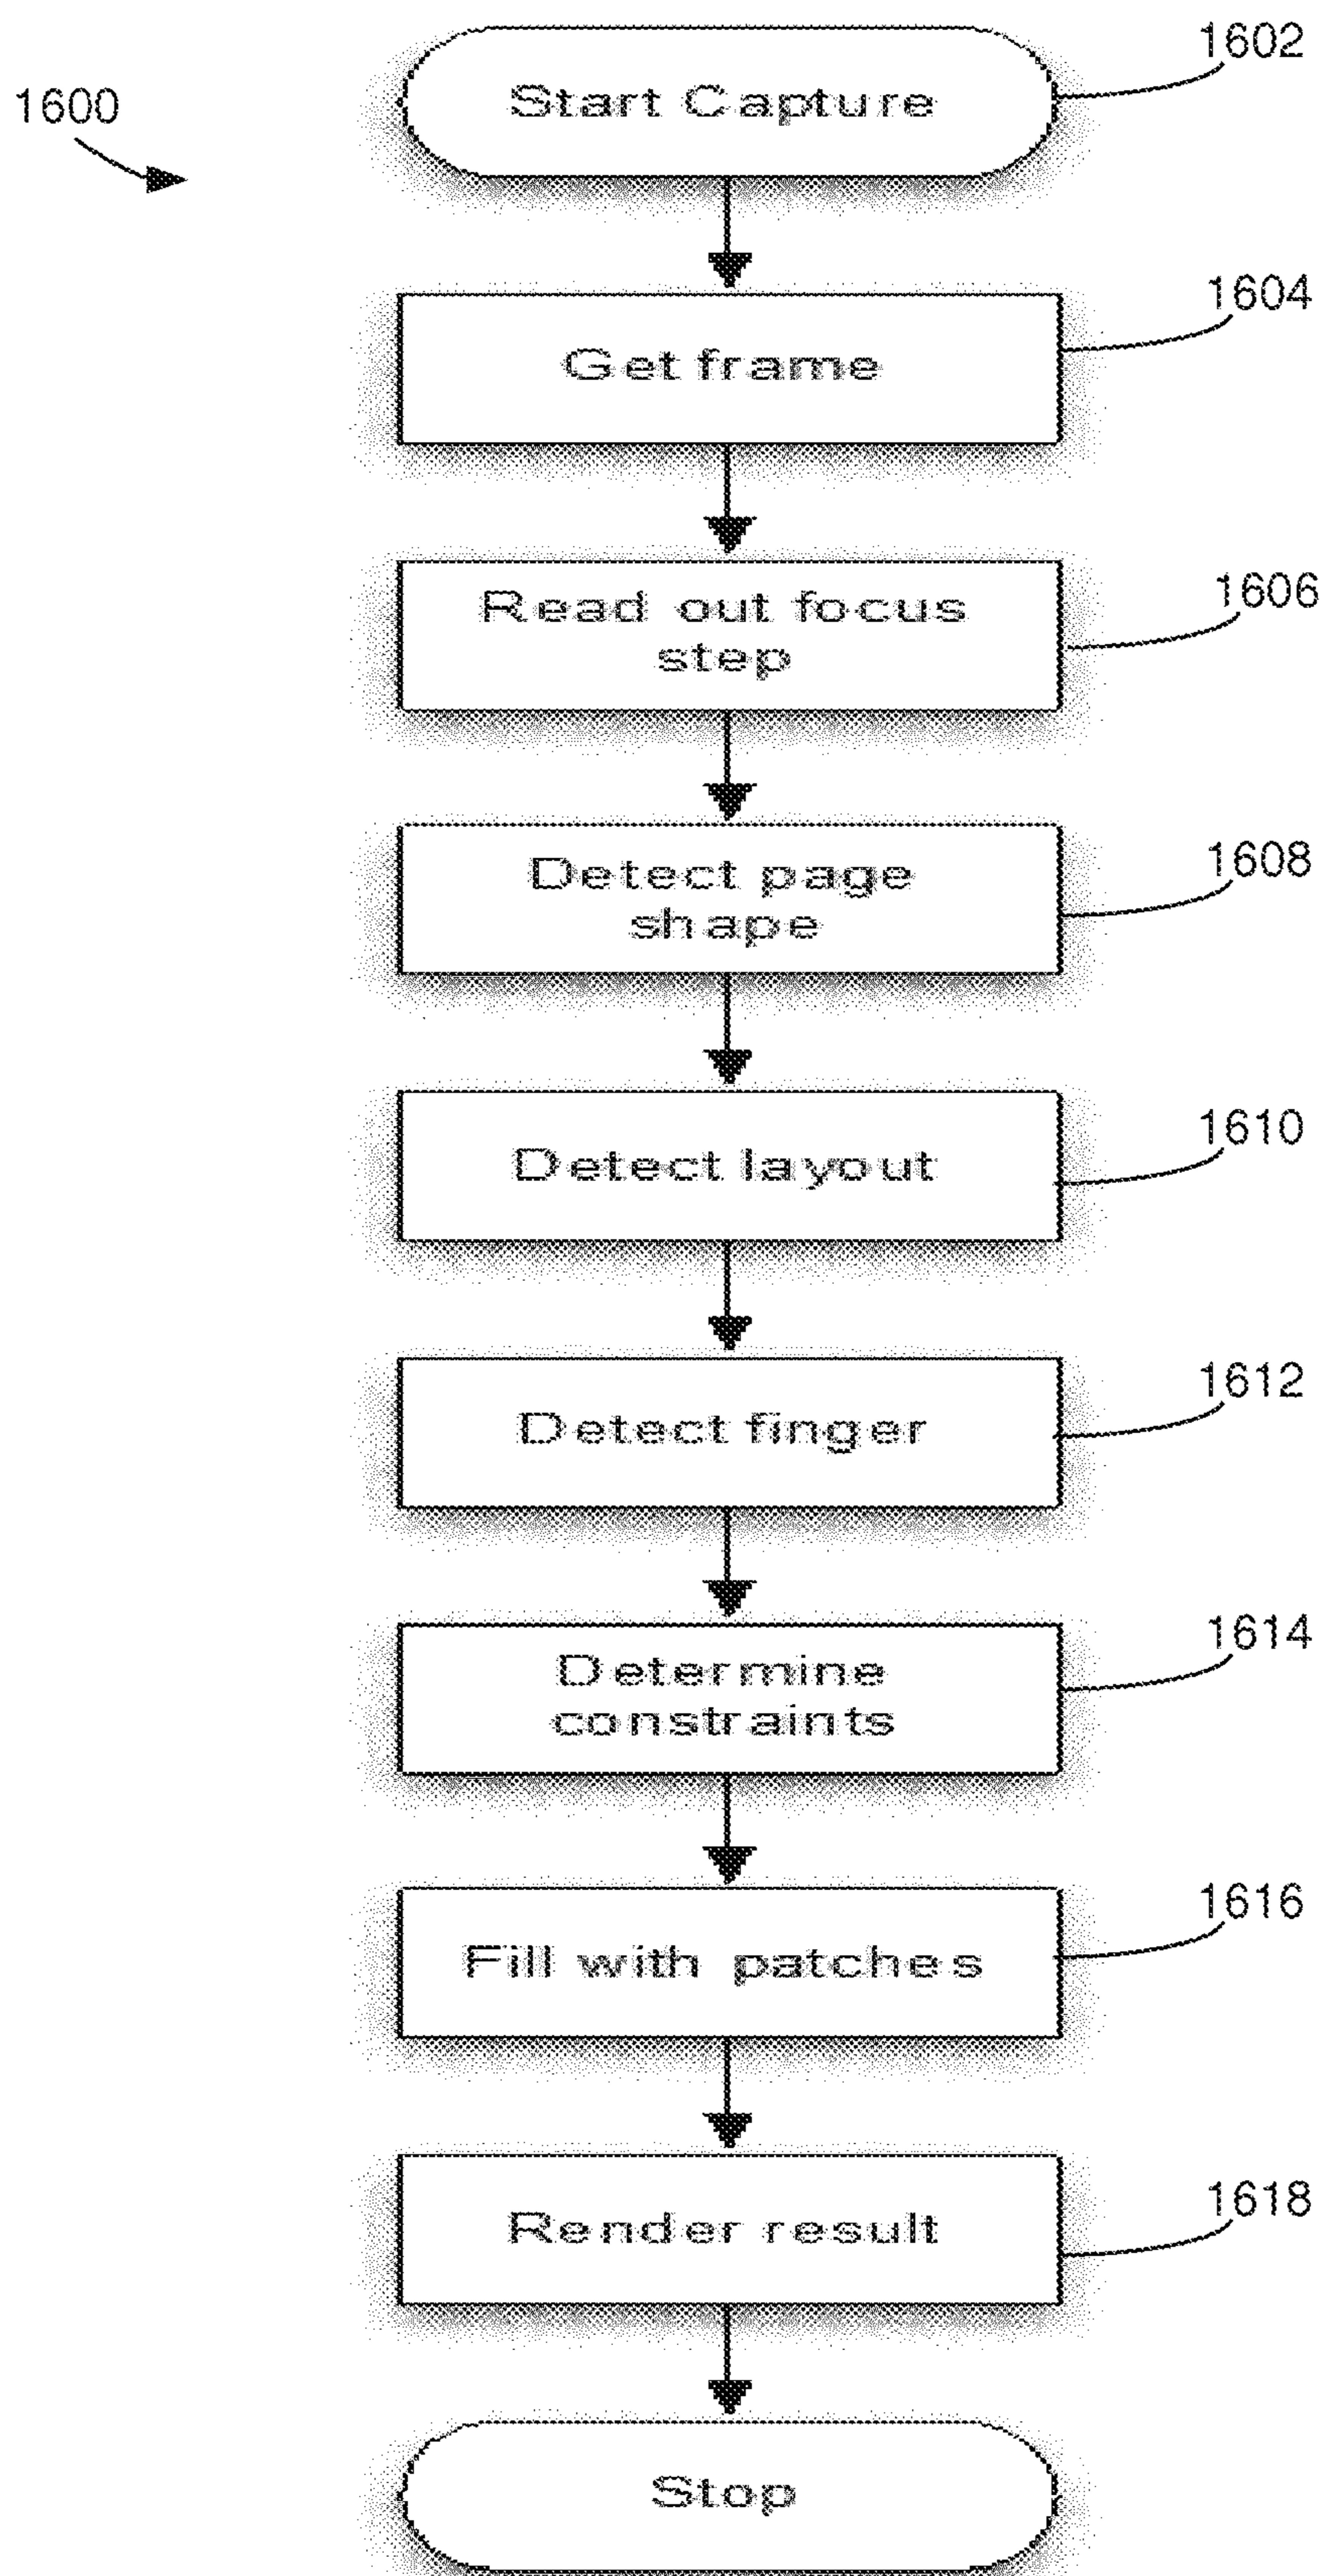 1600
Start Capture
1602
Get frame
1604
Read out focus
step
1606
Detect page
shape
1608
Detect layout
1610
Detect finger
1612
Determine
constraints
1614
Fill with patches
1616
Render result
1618
Stop